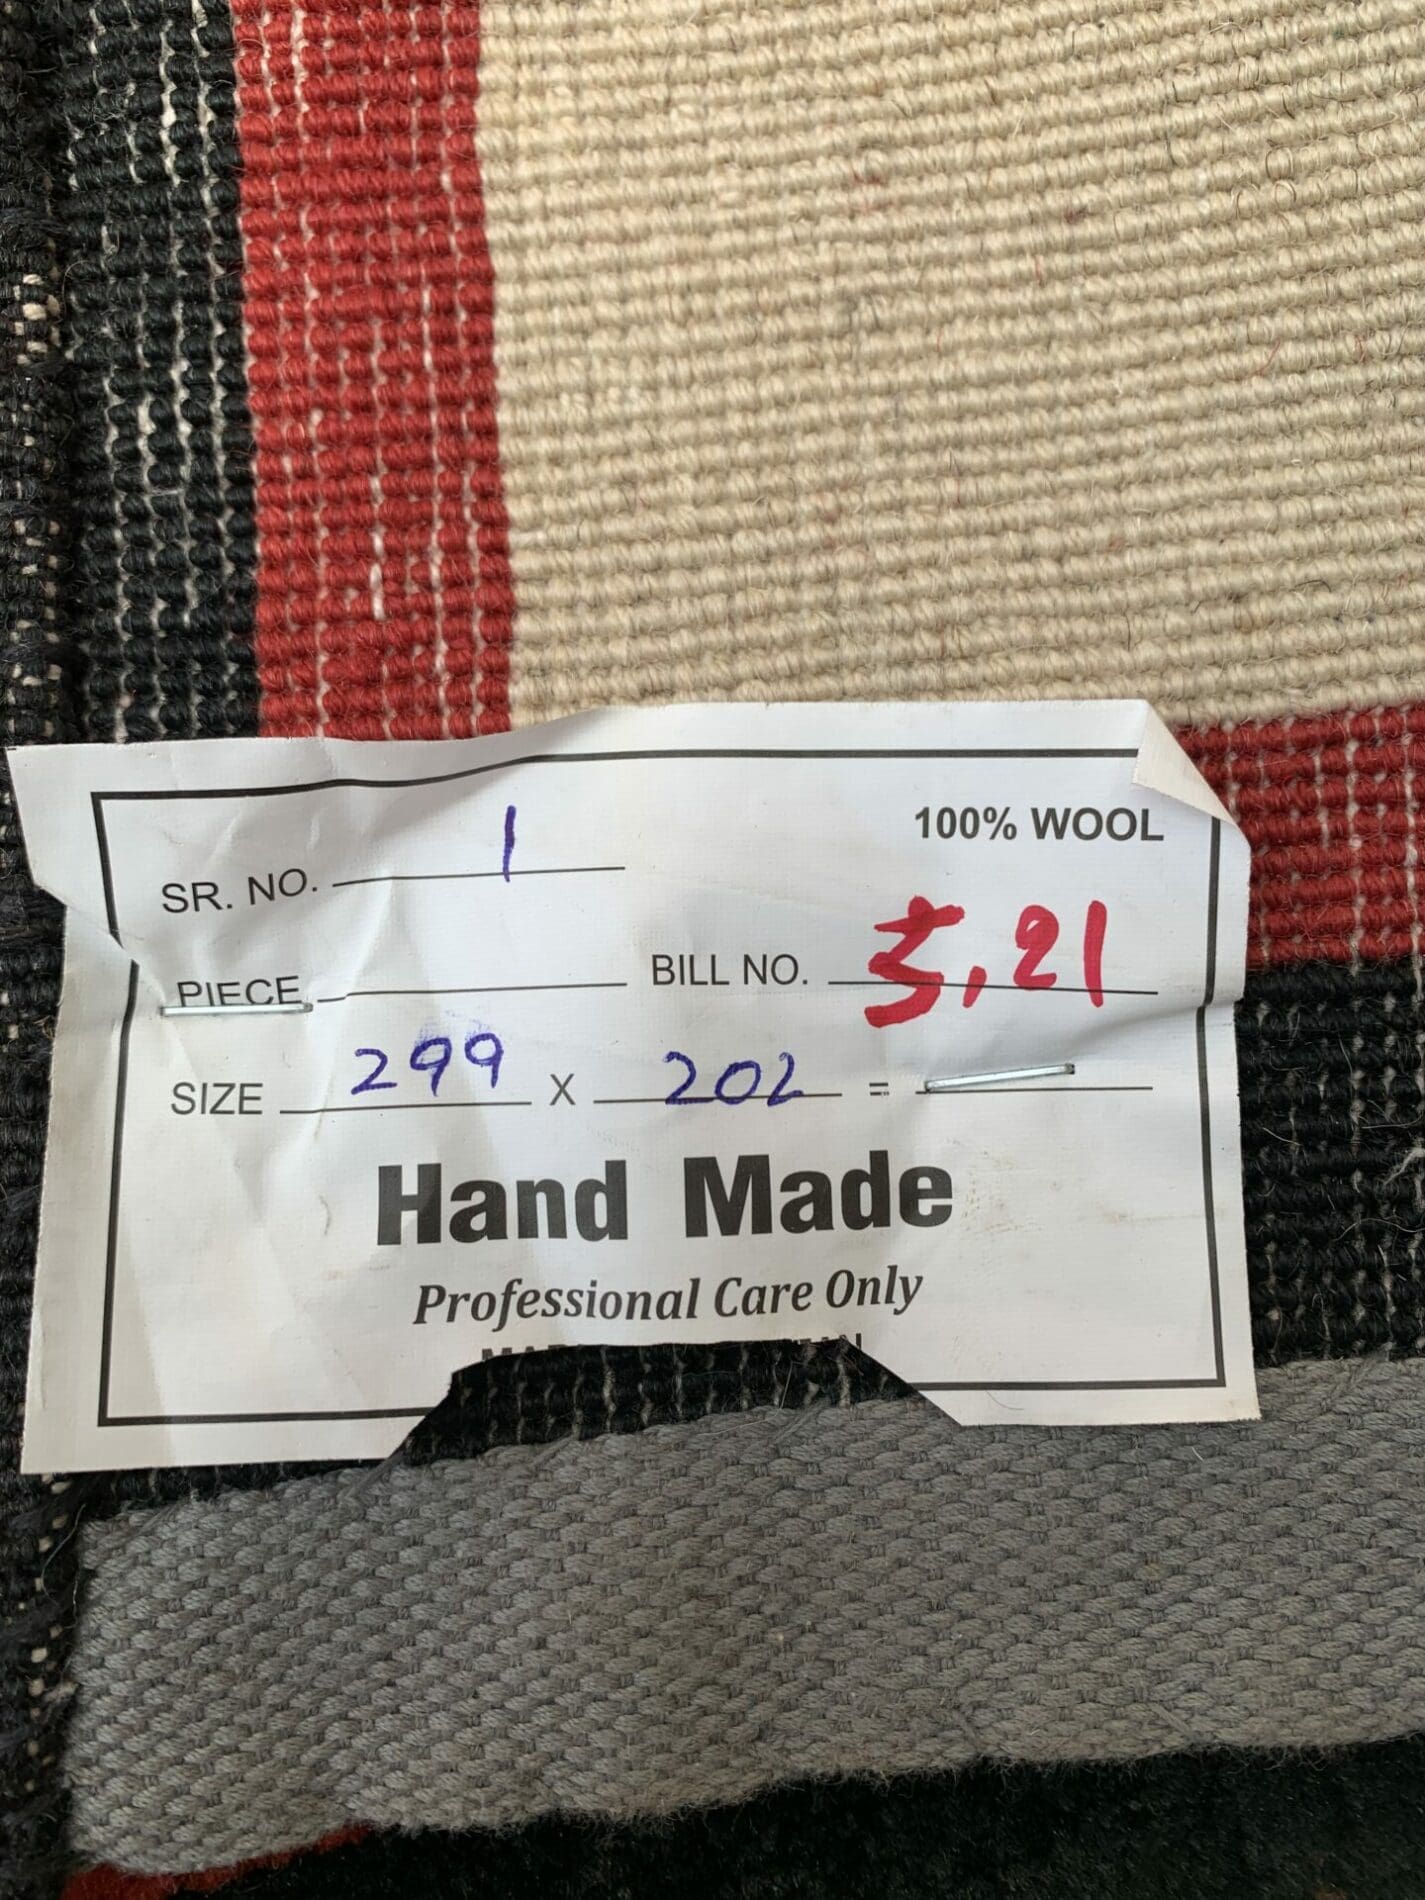 100% WOOL
SR. NO. 1
PIECE
BILL NO. 5,21
SIZE 299 X 202 =
Hand Made
Professional Care Only